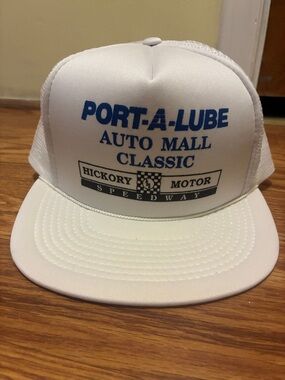 PORT-A-LUBE
AUTO MALL
CLASSIC
HICKORY MOTOR
SPEEDWAY